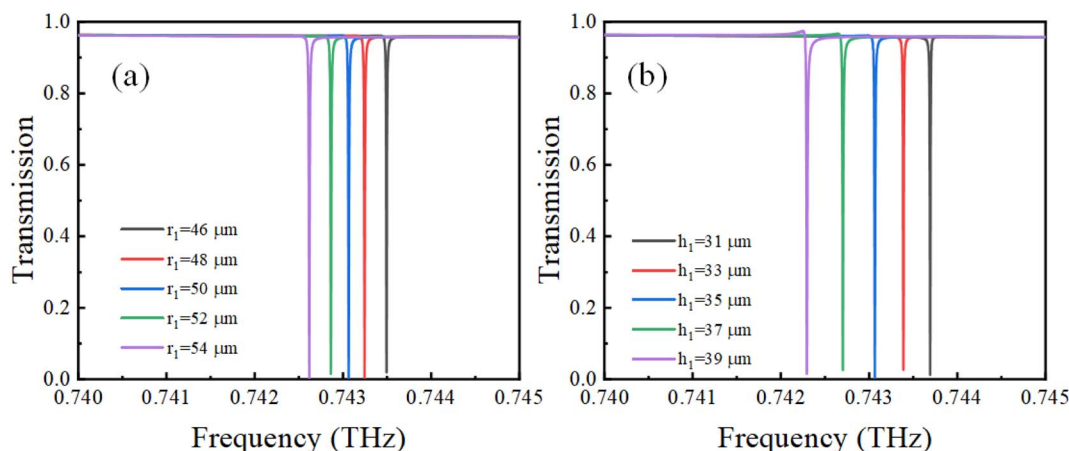 (a)
Transmission
1.0
0.8
0.6
0.4
0.2
0.0
r₁=46 μm
r₁=48 μm
r₁=50 μm
r₁=52 μm
r₁=54 μm
0.740 0.741 0.742 0.743 0.744 0.745
Frequency (THz)
(b)
Transmission
1.0
0.8
0.6
0.4
0.2
0.0
h₁=31 μm
h₁=33 μm
h₁=35 μm
h₁=37 μm
h₁=39 μm
0.740 0.741 0.742 0.743 0.744 0.745
Frequency (THz)